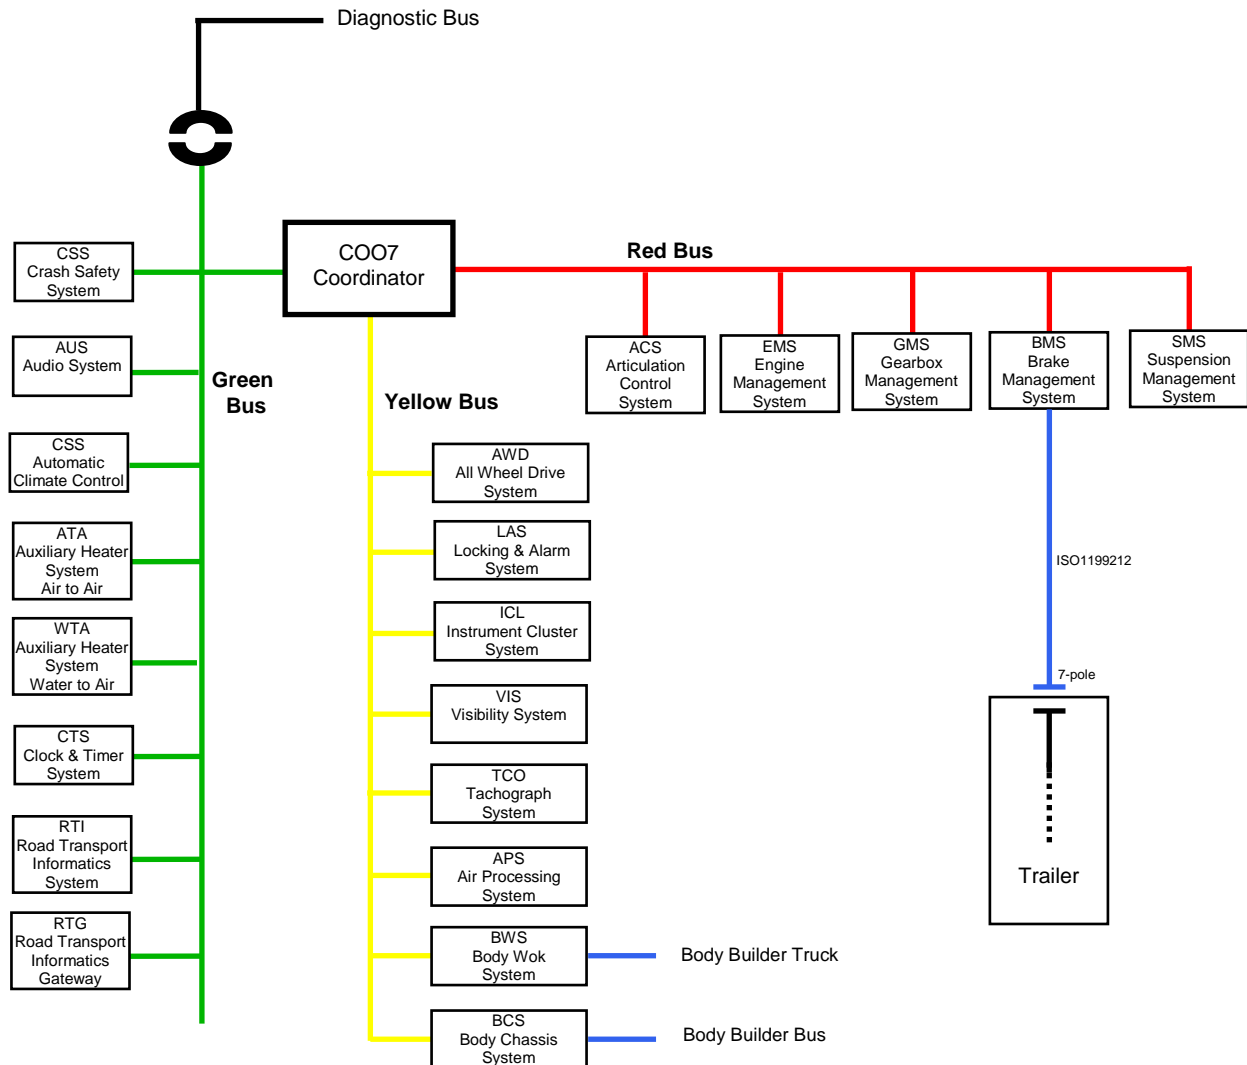 Diagnostic Bus
COO7
Coordinator
Red Bus
Green
Bus
Yellow Bus
CSS
Crash Safety
System
AUS
Audio System
CSS
Automatic
Climate Control
ATA
Auxiliary Heater
System
Air to Air
WTA
Auxiliary Heater
System
Water to Air
CTS
Clock & Timer
System
RTI
Road Transport
Informatics
System
RTG
Road Transport
Informatics
Gateway
AWD
All Wheel Drive
System
LAS
Locking & Alarm
System
ICL
Instrument Cluster
System
VIS
Visibility System
TCO
Tachograph
System
APS
Air Processing
System
BWS
Body Wok
System
Body Builder Truck
BCS
Body Chassis
System
Body Builder Bus
ACS
Articulation
Control
System
EMS
Engine
Management
System
GMS
Gearbox
Management
System
BMS
Brake
Management
System
SMS
Suspension
Management
System
ISO1199212
7-pole
Trailer